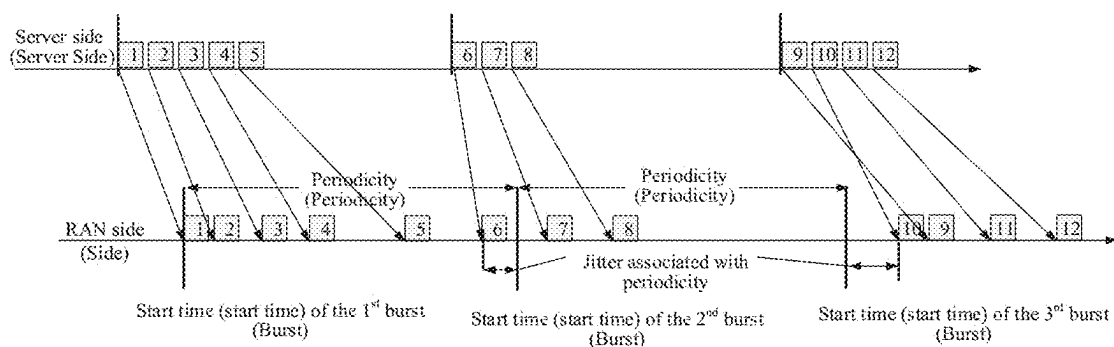 Server side
(Server Side)
1 2 3 4 5
6 7 8
9 10 11 12
Periodicity
(Periodicity)
Periodicity
(Periodicity)
RAN side
(Side)
1 2 3 4 5 6 7 8 10 9 11 12
Jitter associated with
periodicity
Start time (start time) of the 1st burst
(Burst)
Start time (start time) of the 2nd burst
(Burst)
Start time (start time) of the 3rd burst
(Burst)